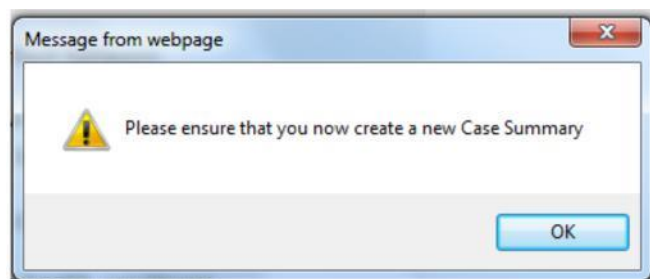 Message from webpage
Please ensure that you now create a new Case Summary
OK